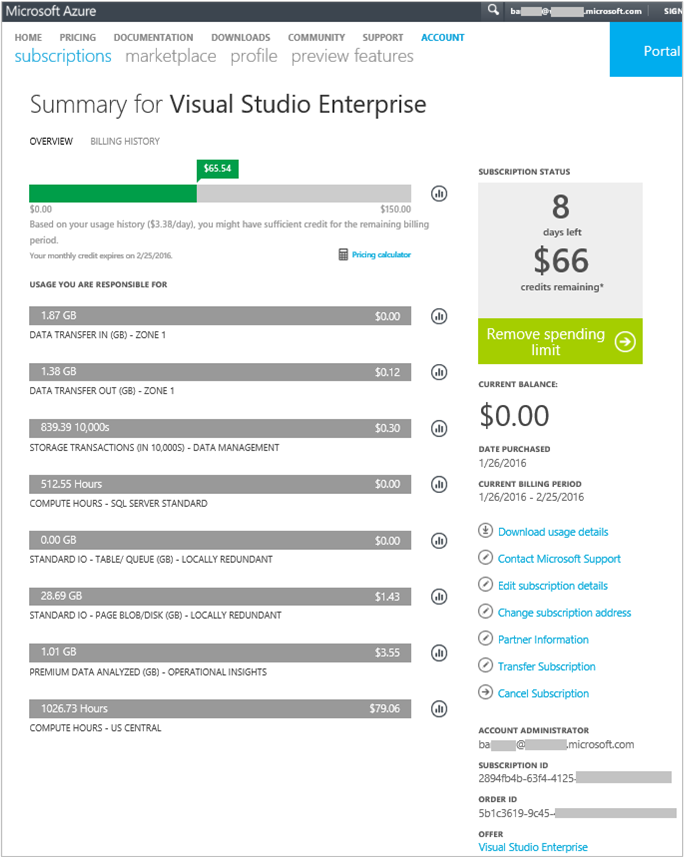 Microsoft Azure
ba @ .microsoft.com SIGN
HOME PRICING DOCUMENTATION DOWNLOADS COMMUNITY SUPPORT ACCOUNT
subscriptions marketplace profile preview features
Portal
Summary for Visual Studio Enterprise
OVERVIEW BILLING HISTORY
$65.54
$0.00 $150.00
Based on your usage history ($3.38/day), you might have sufficient credit for the remaining billing
period.
Your monthly credit expires on 2/25/2016.
Pricing calculator
USAGE YOU ARE RESPONSIBLE FOR
1.87 GB $0.00
DATA TRANSFER IN (GB) - ZONE 1
1.38 GB $0.12
DATA TRANSFER OUT (GB) - ZONE 1
839.39 10,000s $0.30
STORAGE TRANSACTIONS (IN 10,000S) - DATA MANAGEMENT
512.55 Hours $0.00
COMPUTE HOURS - SQL SERVER STANDARD
0.00 GB $0.00
STANDARD IO - TABLE/ QUEUE (GB) - LOCALLY REDUNDANT
28.69 GB $1.43
STANDARD IO - PAGE BLOB/DISK (GB) - LOCALLY REDUNDANT
1.01 GB $3.55
PREMIUM DATA ANALYZED (GB) - OPERATIONAL INSIGHTS
1026.73 Hours $79.06
COMPUTE HOURS - US CENTRAL
SUBSCRIPTION STATUS
8
days left
$66
credits remaining*
Remove spending
limit
CURRENT BALANCE:
$0.00
DATE PURCHASED
1/26/2016
CURRENT BILLING PERIOD
1/26/2016 - 2/25/2016
Download usage details
Contact Microsoft Support
Edit subscription details
Change subscription address
Partner Information
Transfer Subscription
Cancel Subscription
ACCOUNT ADMINISTRATOR
ba @ .microsoft.com
SUBSCRIPTION ID
2894fb4b-63f4-4125-
ORDER ID
5b1c3619-9c45-
OFFER
Visual Studio Enterprise